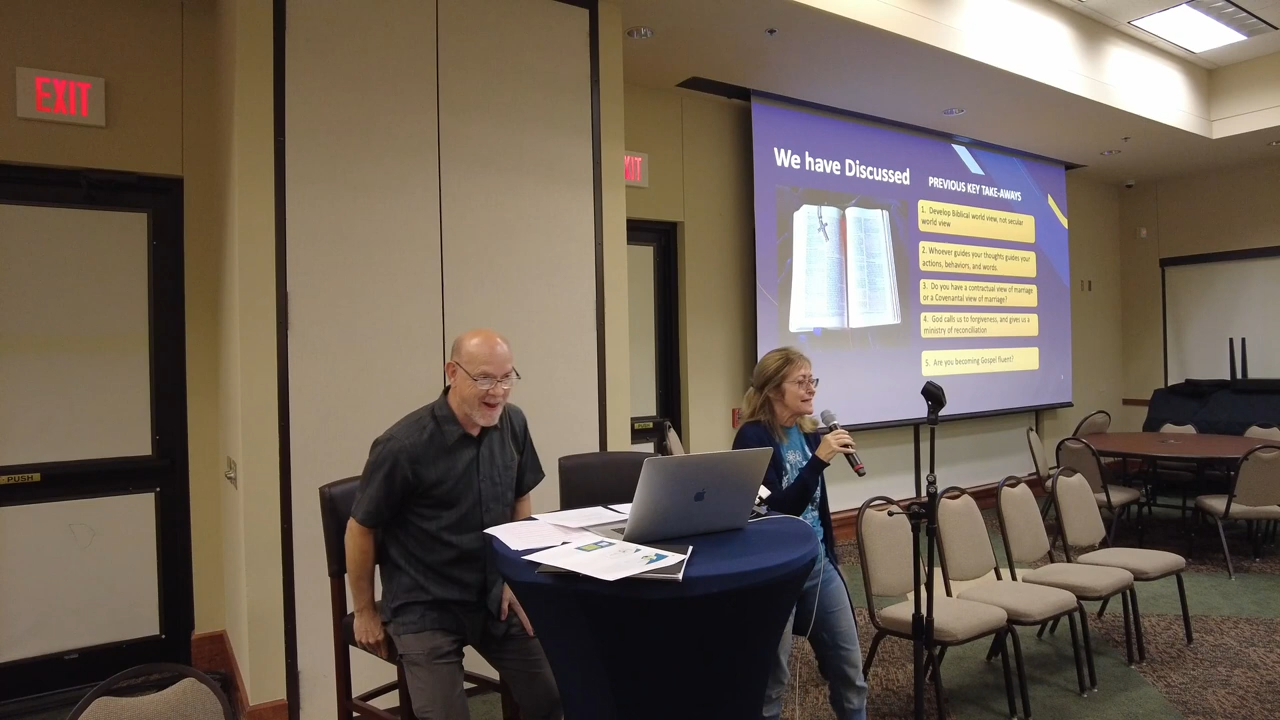 EXIT
EXIT
PUSH
PUSH
We have Discussed
PREVIOUS KEY TAKE-AWAYS
1. Develop Biblical world view, not secular
world view
2. Whoever guides your thoughts guides your
actions, behaviors, and words.
3. Do you have a contractual view of marriage
or a Covenantal view of marriage?
4. God calls us to forgiveness, and gives us a
ministry of reconciliation
5. Are you becoming Gospel fluent?